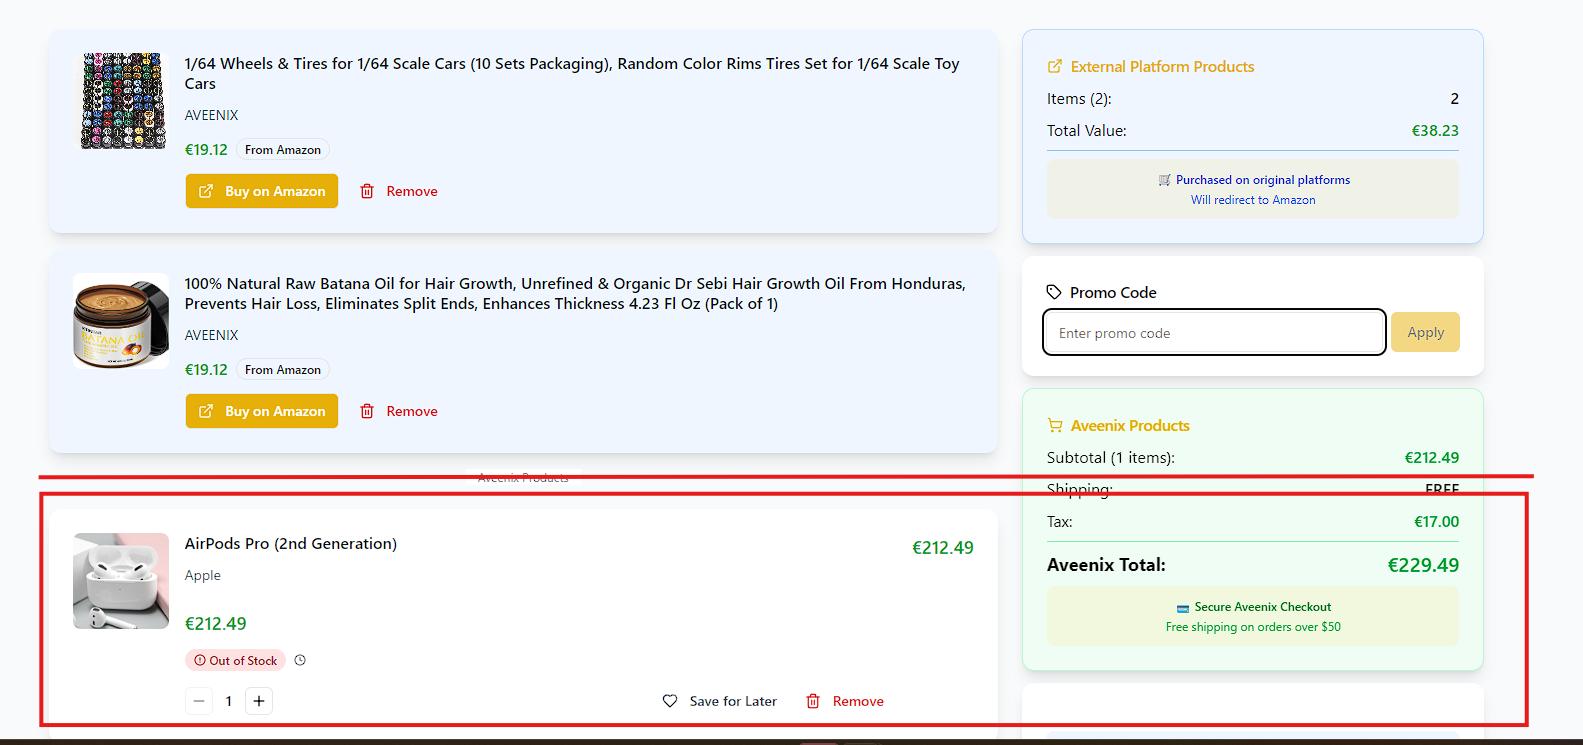 1/64 Wheels & Tires for 1/64 Scale Cars (10 Sets Packaging), Random Color Rims Tires Set for 1/64 Scale Toy
Cars
AVEENIX
€19.12 From Amazon
Buy on Amazon Remove
100% Natural Raw Batana Oil for Hair Growth, Unrefined & Organic Dr Sebi Hair Growth Oil From Honduras,
Prevents Hair Loss, Eliminates Split Ends, Enhances Thickness 4.23 Fl Oz (Pack of 1)
AVEENIX
BATANA OIL
€19.12 From Amazon
Buy on Amazon Remove
Aveenix Products
AirPods Pro (2nd Generation)
€212.49
Apple
€212.49
Out of Stock
1
Save for Later Remove
External Platform Products
Items (2): 2
Total Value: €38.23
Purchased on original platforms
Will redirect to Amazon
Promo Code
Enter promo code Apply
Aveenix Products
Subtotal (1 items): €212.49
Shipping: FREE
Tax: €17.00
Aveenix Total: €229.49
Secure Aveenix Checkout
Free shipping on orders over $50